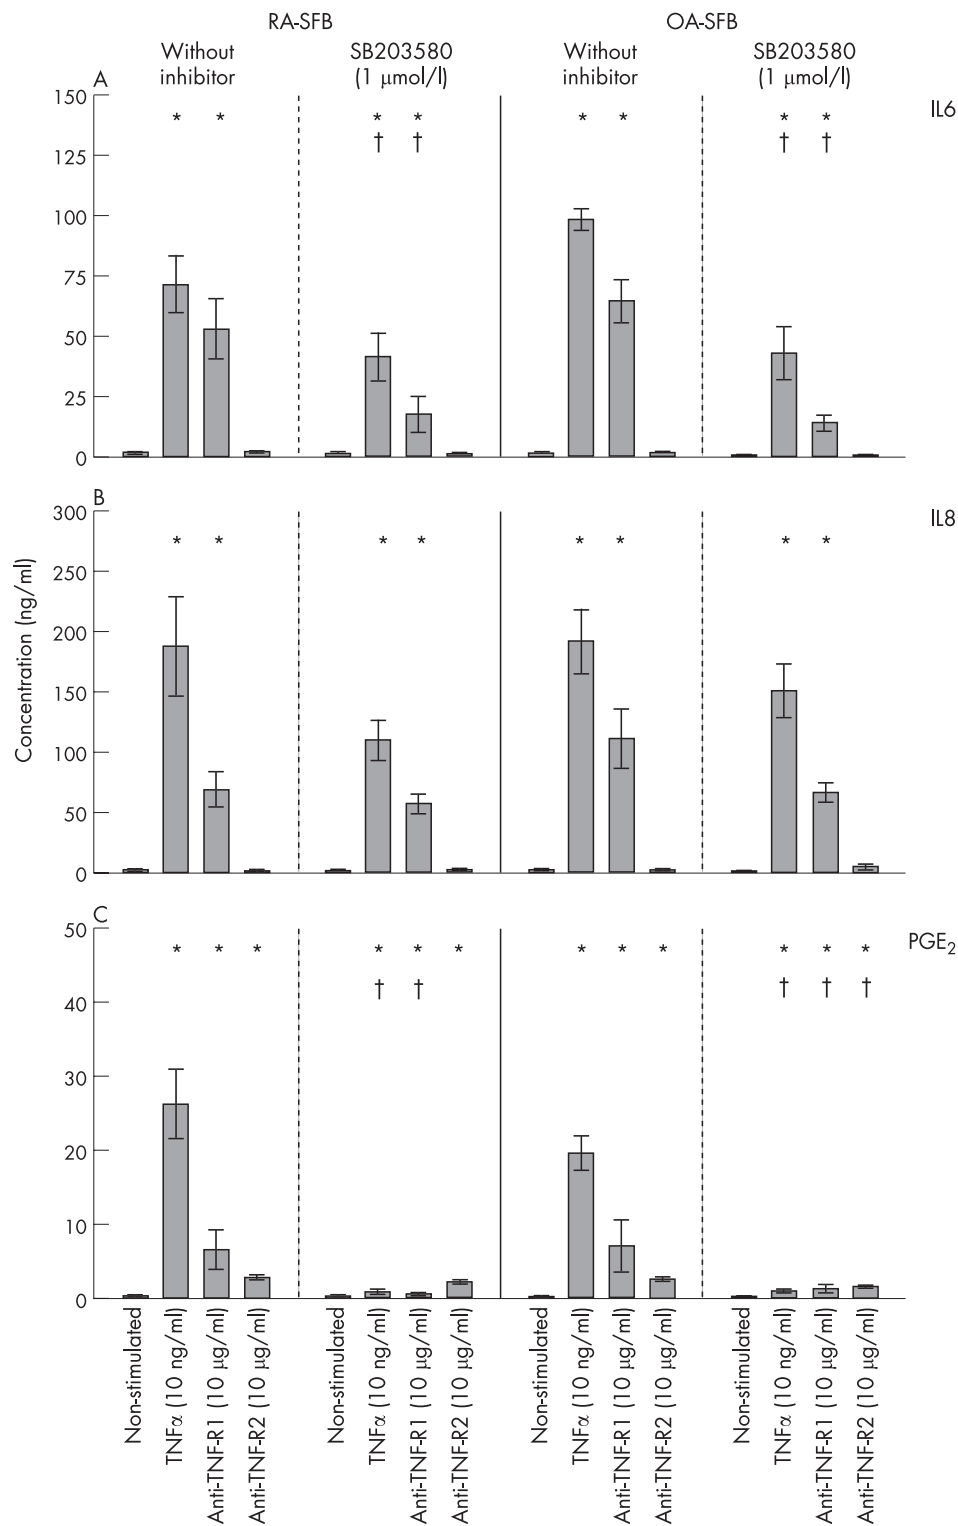 RA-SFB OA-SFB
Without inhibitor SB203580 (1 μmol/l) Without inhibitor SB203580 (1 μmol/l)
A
IL6
150
125
100
75
50
25
0
* * * * * * * *
† † † †
B
IL8
300
250
200
150
100
50
0
* * * * * * * *
Concentration (ng/ml)
C
PGE2
50
40
30
20
10
0
* * * * * * * * * * * *
† † † † †
Non-stimulated
TNFα (10 ng/ml)
Anti-TNF-R1 (10 μg/ml)
Anti-TNF-R2 (10 μg/ml)
Non-stimulated
TNFα (10 ng/ml)
Anti-TNF-R1 (10 μg/ml)
Anti-TNF-R2 (10 μg/ml)
Non-stimulated
TNFα (10 ng/ml)
Anti-TNF-R1 (10 μg/ml)
Anti-TNF-R2 (10 μg/ml)
Non-stimulated
TNFα (10 ng/ml)
Anti-TNF-R1 (10 μg/ml)
Anti-TNF-R2 (10 μg/ml)